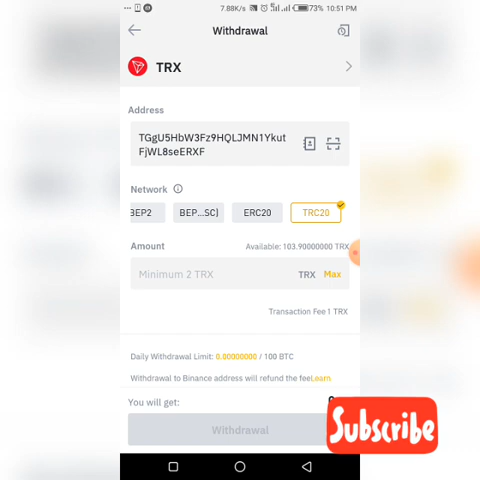 7.88K/s 73% 10:51 PM
Withdrawal
TRX
Address
TGgU5HbW3Fz9HQLJMN1Ykut
FjWL8seERXF
Network
BEP2 BEP...SC) ERC20 TRC20
Amount Available: 103.90000000 TRX
Minimum 2 TRX TRX Max
Transaction Fee 1 TRX
Daily Withdrawal Limit: 0.00000000 / 100 BTC
Withdrawal to Binance address will refund the fee Learn
You will get:
Withdrawal
Subscribe